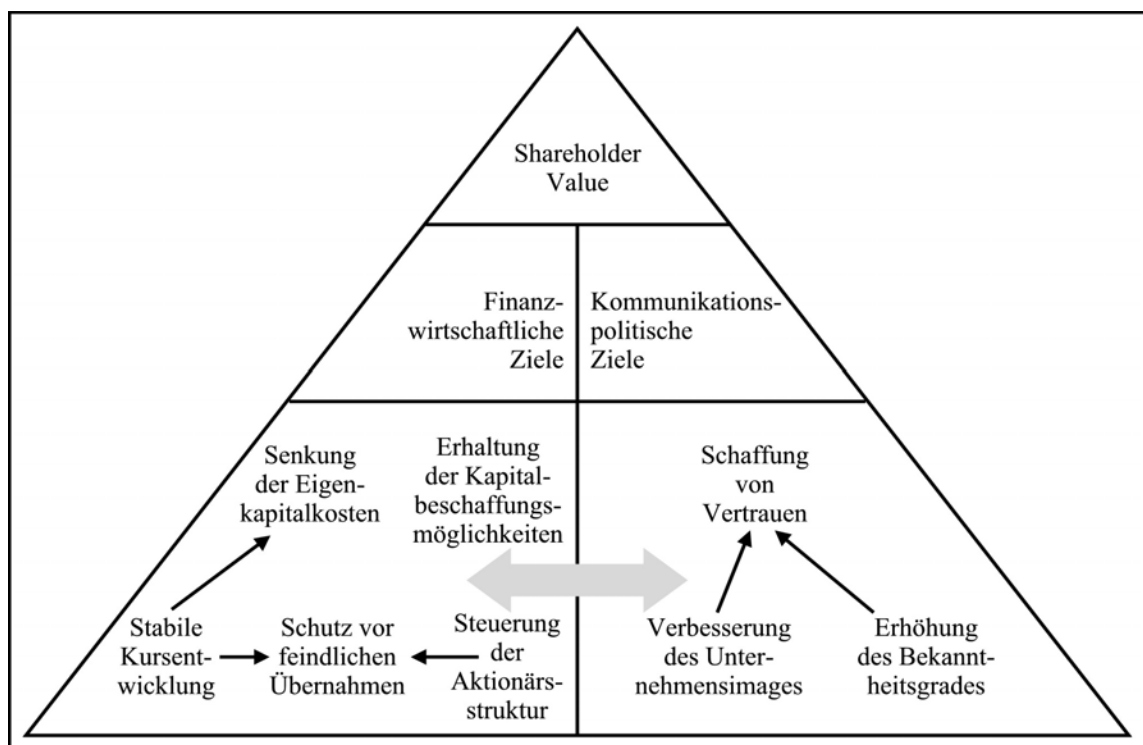 Shareholder
Value
Finanz-
wirtschaftliche
Ziele
Kommunikations-
politische
Ziele
Senkung
der Eigen-
kapitalkosten
Erhaltung
der Kapital-
beschaffungs-
möglichkeiten
Schaffung
von
Vertrauen
Stabile
Kursent-
wicklung
Schutz vor
feindlichen
Übernahmen
Steuerung
der
Aktionärs-
struktur
Verbesserung
des Unter-
nehmensimages
Erhöhung
des Bekannt-
heitsgrades